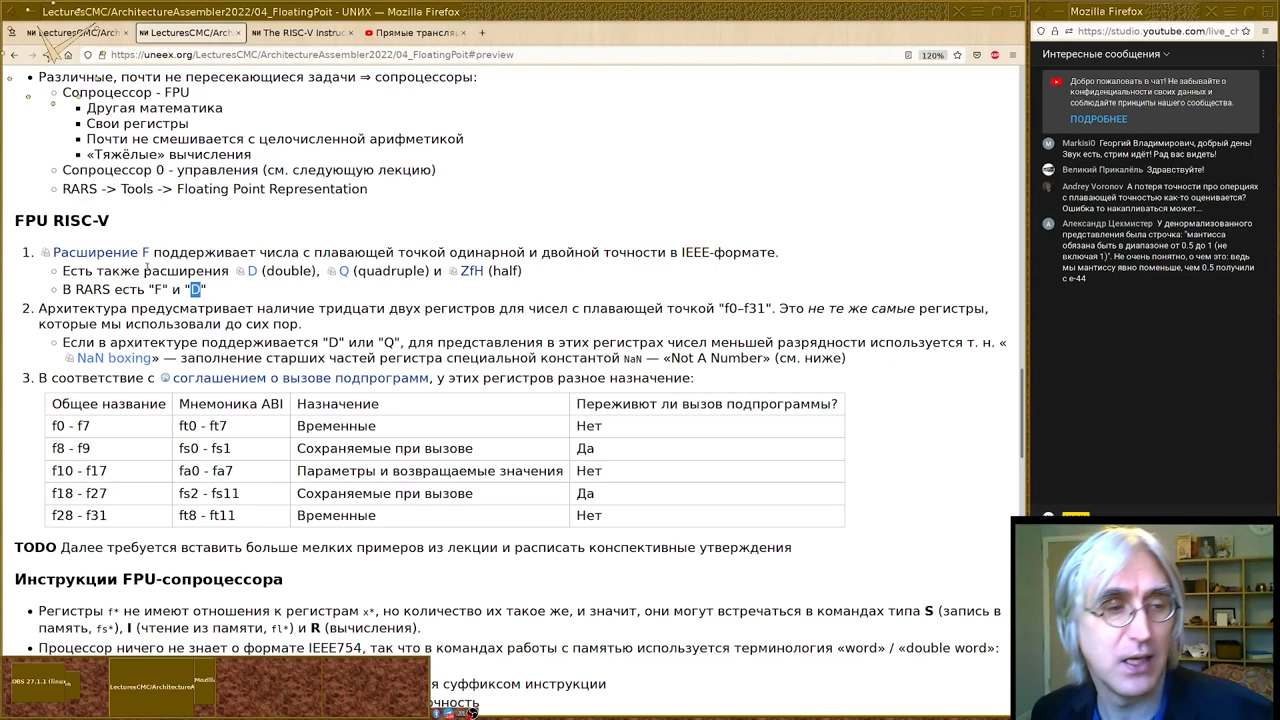 LecturesCMC/ArchitectureAssembler2022/04_FloatingPoit - UNИX — Mozilla Firefox
LecturesCMC/Arch
LecturesCMC/Arch
The RISC-V Instruc
Прямые трансляц
https://uneex.org/LecturesCMC/ArchitectureAssembler2022/04_FloatingPoit#preview
120%
Различные, почти не пересекающиеся задачи ⇒ сопроцессоры:
Сопроцессор - FPU
Другая математика
Свои регистры
Почти не смешивается с целочисленной арифметикой
«Тяжёлые» вычисления
Сопроцессор 0 - управления (см. следующую лекцию)
RARS -> Tools -> Floating Point Representation
FPU RISC-V
1. Расширение F поддерживает числа с плавающей точкой одинарной и двойной точности в IEEE-формате.
Есть также расширения D (double), Q (quadruple) и ZfH (half)
В RARS есть "F" и "D"
2. Архитектура предусматривает наличие тридцати двух регистров для чисел с плавающей точкой "f0–f31". Это не те же самые регистры,
которые мы использовали до сих пор.
Если в архитектуре поддерживается "D" или "Q", для представления в этих регистрах чисел меньшей разрядности используется т. н. «
NaN boxing» — заполнение старших частей регистра специальной константой NaN — «Not A Number» (см. ниже)
3. В соответствие с соглашением о вызове подпрограмм, у этих регистров разное назначение:
Общее название Мнемоника ABI Назначение Переживют ли вызов подпрограммы?
f0 - f7 ft0 - ft7 Временные Нет
f8 - f9 fs0 - fs1 Сохраняемые при вызове Да
f10 - f17 fa0 - fa7 Параметры и возвращаемые значения Нет
f18 - f27 fs2 - fs11 Сохраняемые при вызове Да
f28 - f31 ft8 - ft11 Временные Нет
TODO Далее требуется вставить больше мелких примеров из лекции и расписать конспективные утверждения
Инструкции FPU-сопроцессора
Регистры f* не имеют отношения к регистрам x*, но количество их такое же, и значит, они могут встречаться в командах типа S (запись в
память, fs*), I (чтение из памяти, fl*) и R (вычисления).
Процессор ничего не знает о формате IEEE754, так что в командах работы с памятью используется терминология «word» / «double word»:
я суффиксом инструкции
очность
OBS 27.1.1 (linux
LecturesCMC/ArchitectureA
Mozill
Mozilla Firefox
https://studio.youtube.com/live_ch
Интересные сообщения
Добро пожаловать в чат! Не забывайте о
конфиденциальности своих данных и
соблюдайте принципы нашего сообщества.
ПОДРОБНЕЕ
MarkisI0 Георгий Владимирович, добрый день!
Звук есть, стрим идёт! Рад вас видеть!
Великий Прикалёль Здравствуйте!
Andrey Voronov А потеря точности про оперциях
с плавающей точностью как-то оценивается?
Ошибка то накапливаться может...
Александр Цехмистер У денормализованного
представления была строчка: "мантисса
обязана быть в диапазоне от 0.5 до 1 (не
включая 1)". Не очень понятно, о чем это: ведь
мы мантиссу явно поменьше, чем 0.5 получили
с e-44